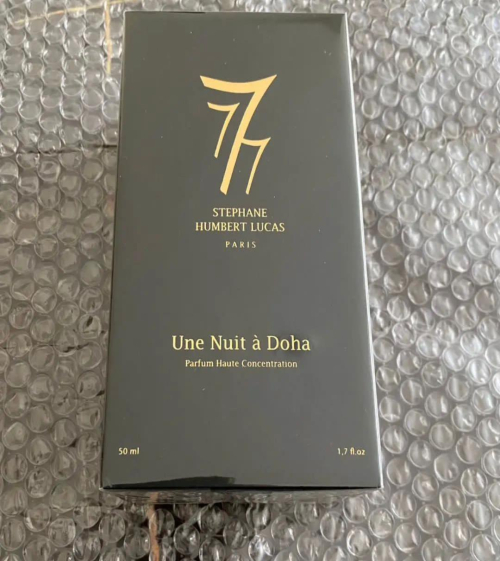 777
STEPHANE
HUMBERT LUCAS
PARIS
Une Nuit à Doha
Parfum Haute Concentration
50 ml
1,7 fl.oz